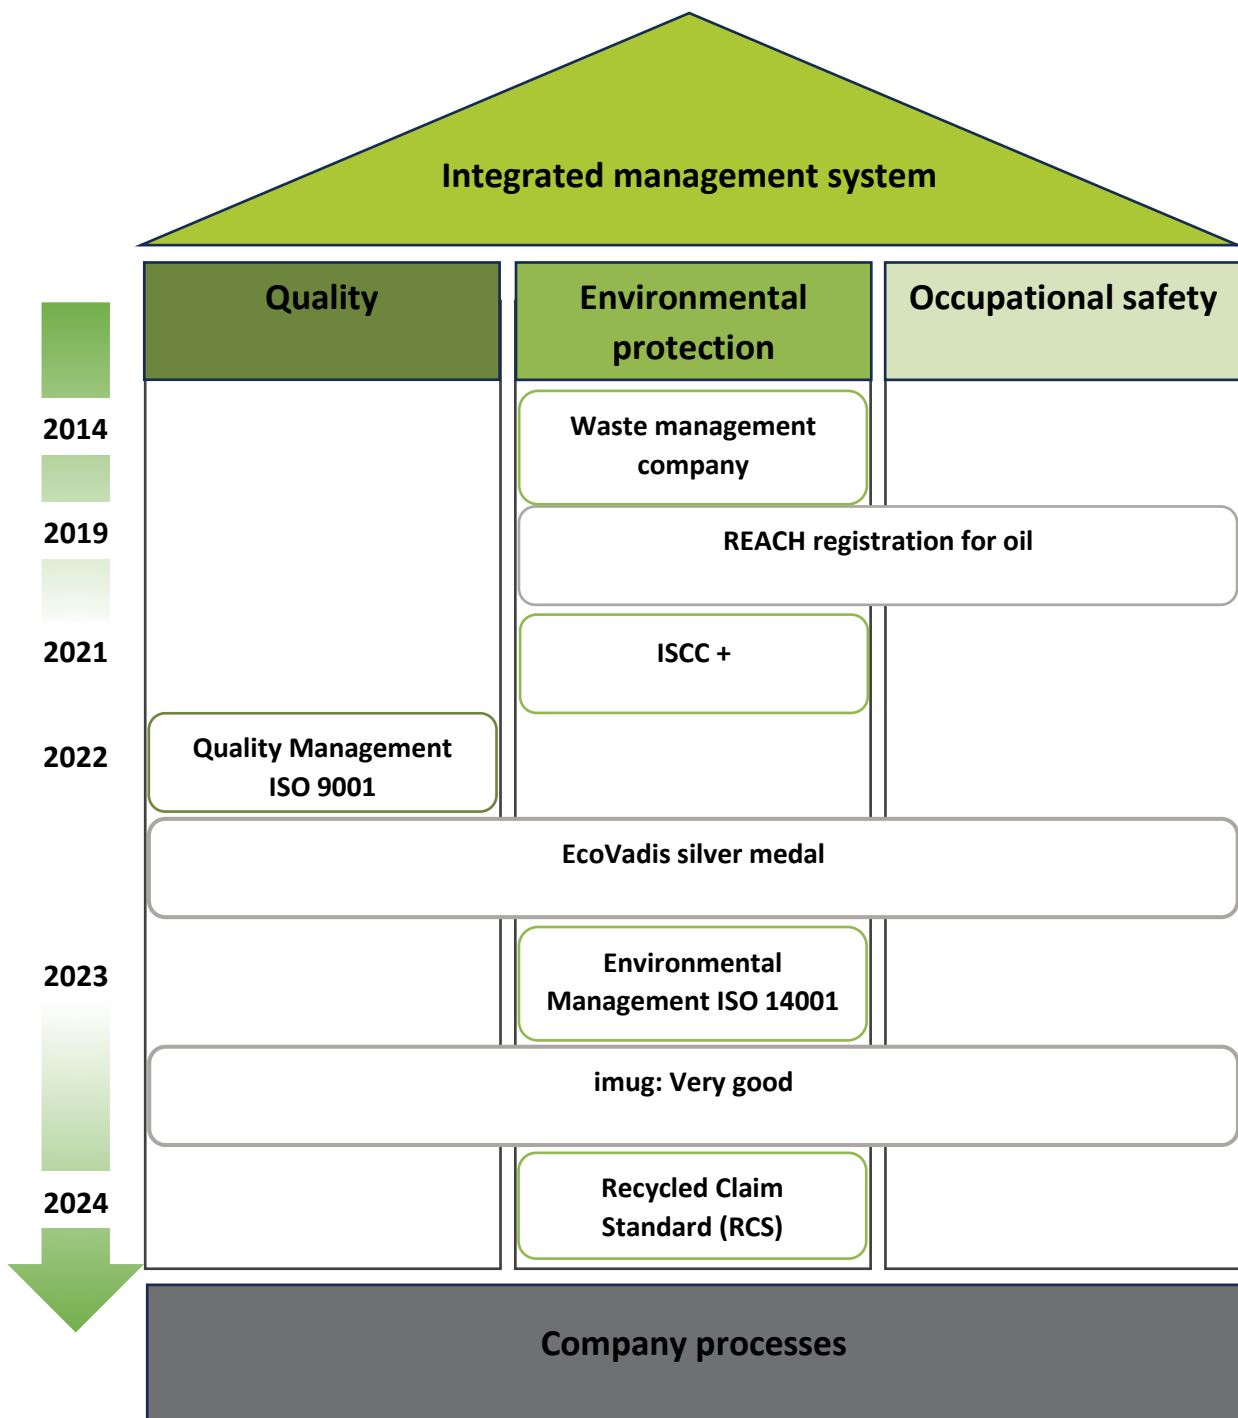 Integrated management system
Quality
Environmental
protection
Occupational safety
2014
Waste management
company
2019
REACH registration for oil
2021
ISCC +
2022
Quality Management
ISO 9001
EcoVadis silver medal
2023
Environmental
Management ISO 14001
imug: Very good
2024
Recycled Claim
Standard (RCS)
Company processes